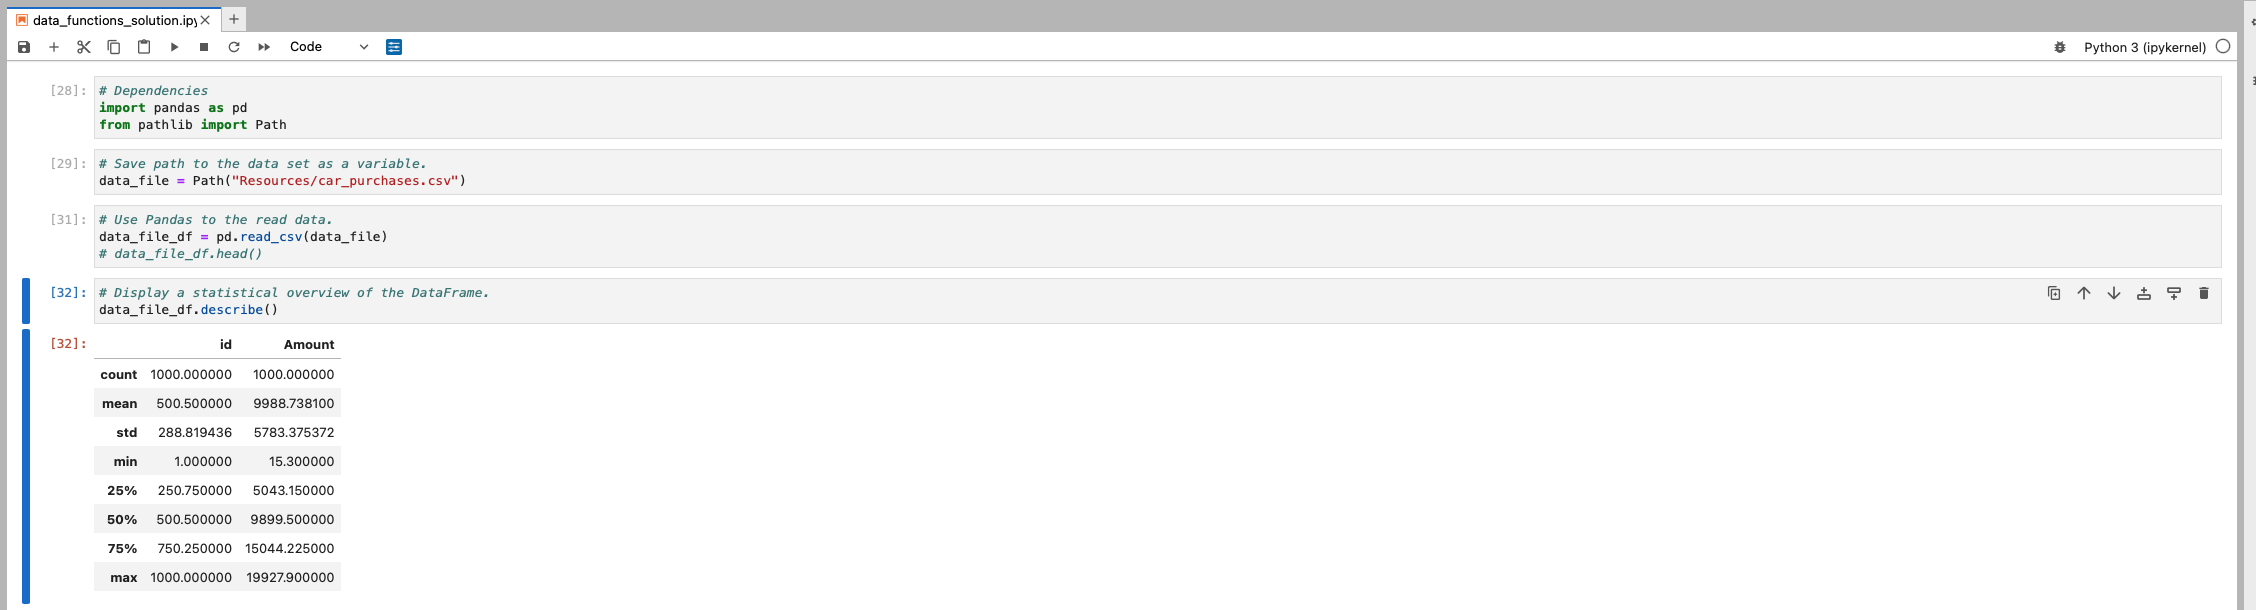 data_functions_solution.ipy
Code
Python 3 (ipykernel)
[28]: # Dependencies
import pandas as pd
from pathlib import Path
[29]: # Save path to the data set as a variable.
data_file = Path("Resources/car_purchases.csv")
[31]: # Use Pandas to the read data.
data_file_df = pd.read_csv(data_file)
# data_file_df.head()
[32]: # Display a statistical overview of the DataFrame.
data_file_df.describe()
[32]: id Amount
count 1000.000000 1000.000000
mean 500.500000 9988.738100
std 288.819436 5783.375372
min 1.000000 15.300000
25% 250.750000 5043.150000
50% 500.500000 9899.500000
75% 750.250000 15044.225000
max 1000.000000 19927.900000